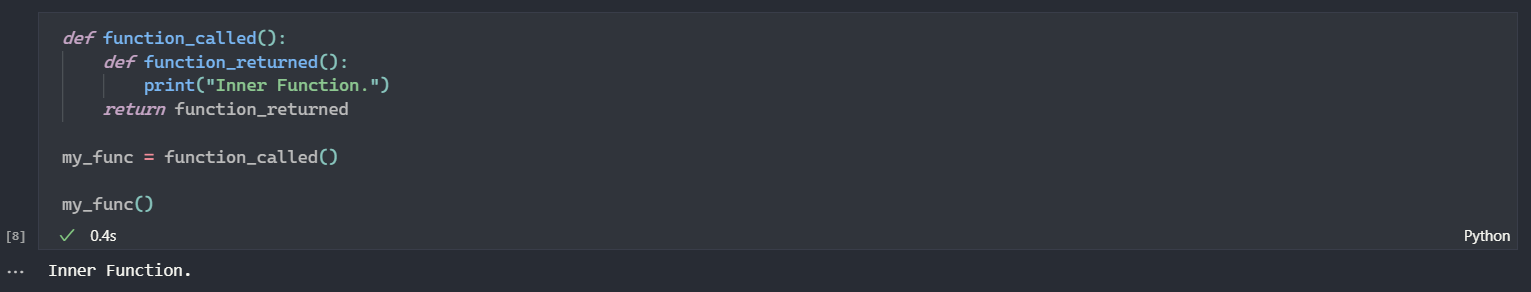 def function_called():
    def function_returned():
        print("Inner Function.")
    return function_returned

my_func = function_called()

my_func()
[8] ✓ 0.4s Python
... Inner Function.